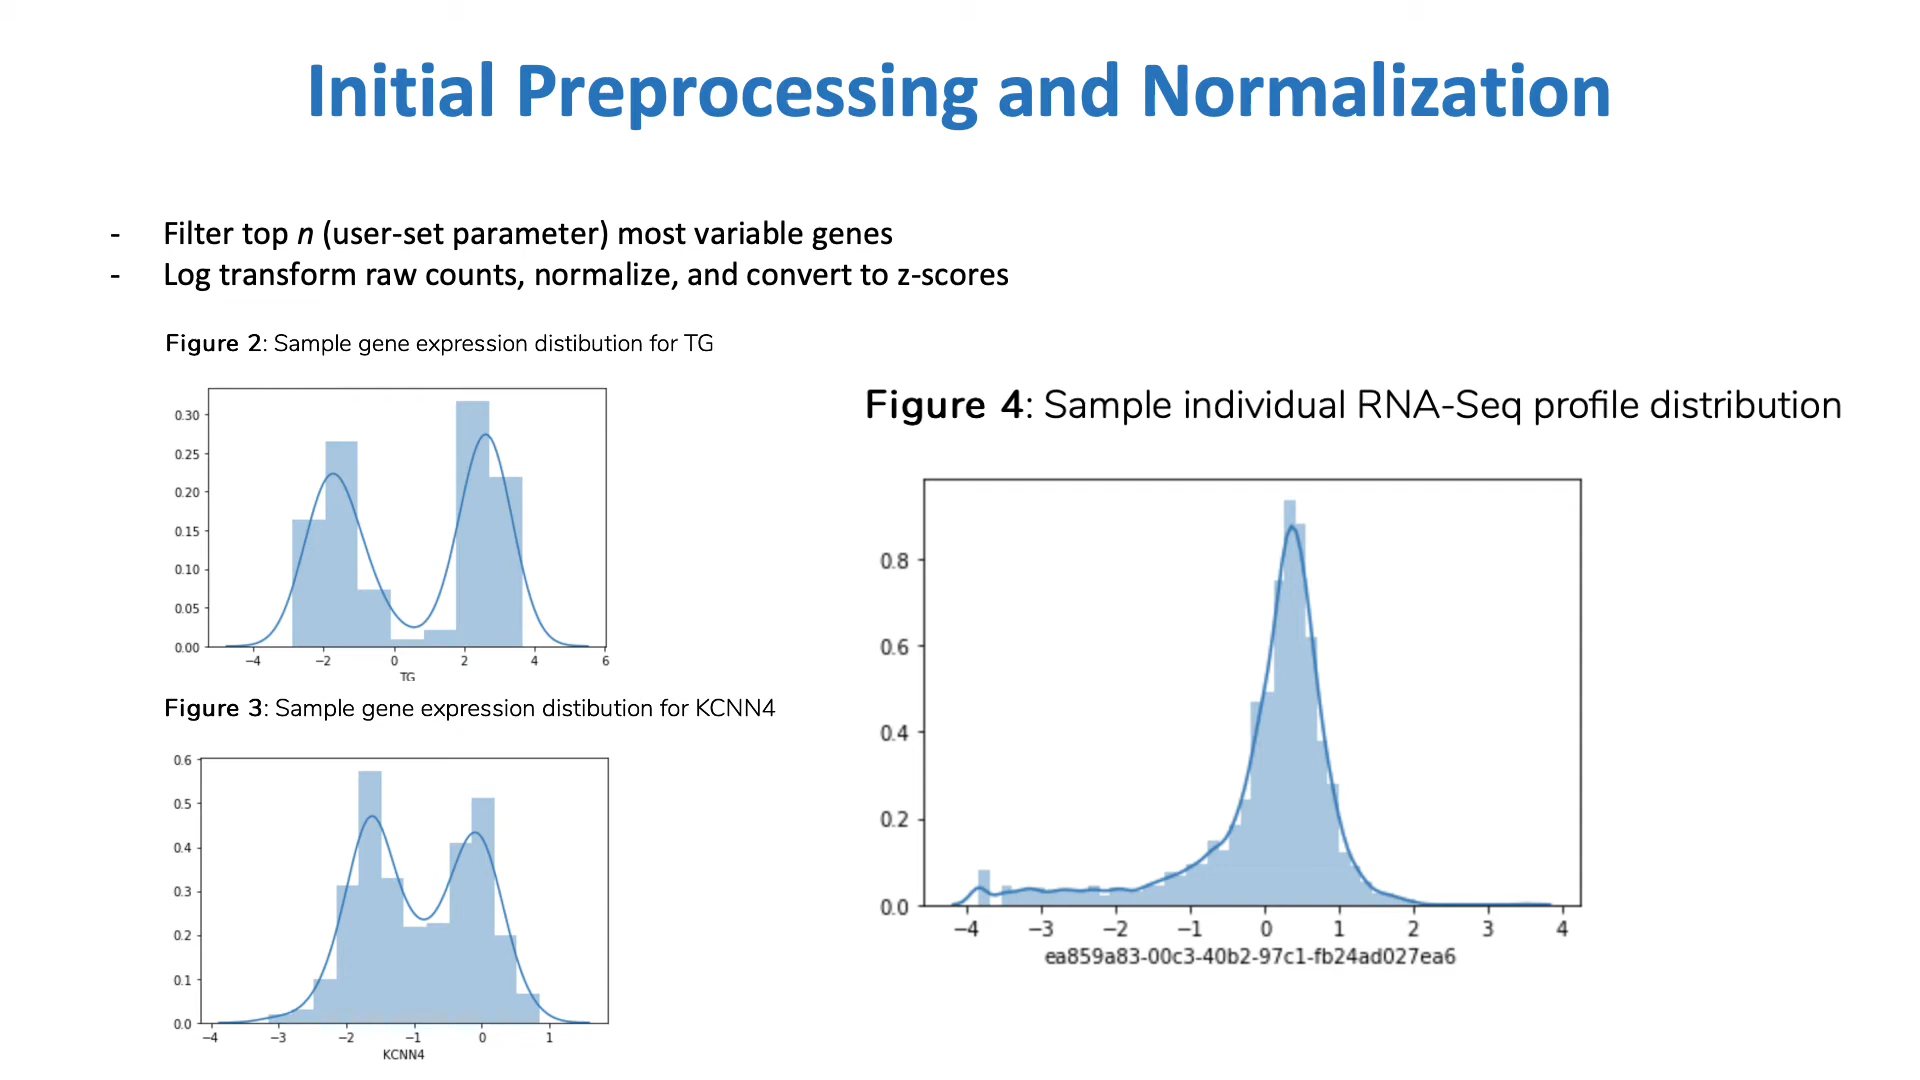 Initial Preprocessing and Normalization
- Filter top n (user-set parameter) most variable genes
- Log transform raw counts, normalize, and convert to z-scores
Figure 2: Sample gene expression distibution for TG
0.30
0.25
0.20
0.15
0.10
0.05
0.00
−4 −2 0 2 4 6
TG
Figure 3: Sample gene expression distibution for KCNN4
0.6
0.5
0.4
0.3
0.2
0.1
0.0
−4 −3 −2 −1 0 1
KCNN4
Figure 4: Sample individual RNA-Seq profile distribution
0.8
0.6
0.4
0.2
0.0
−4 −3 −2 −1 0 1 2 3 4
ea859a83-00c3-40b2-97c1-fb24ad027ea6